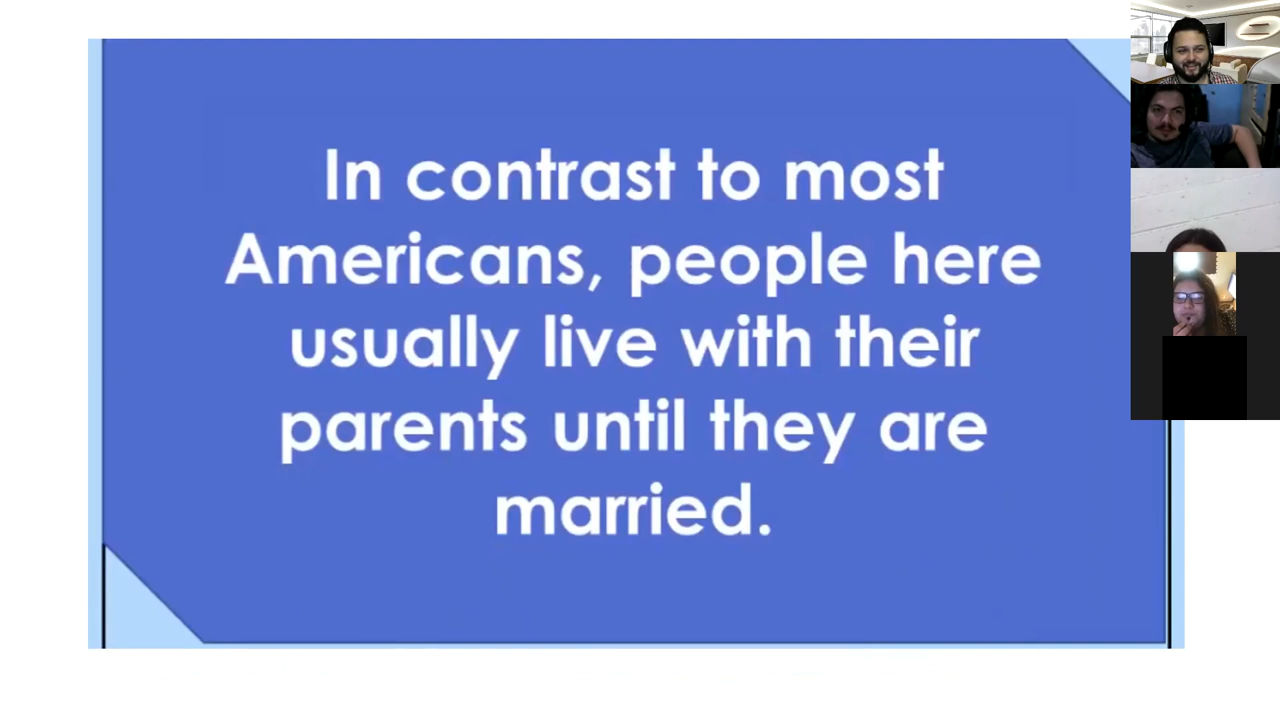 In contrast to most
Americans, people here
usually live with their
parents until they are
married.